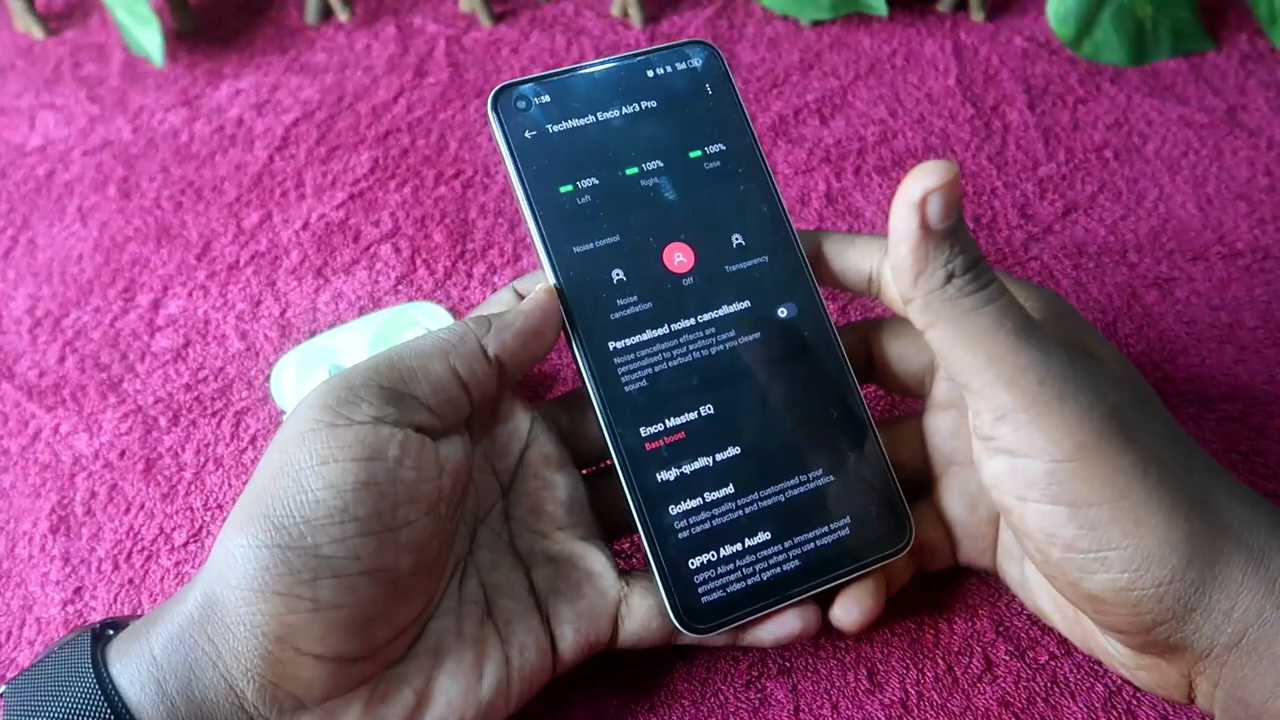 1:38
TechNtech Enco Air3 Pro
100% 100% 100%
Left Right Case
Noise control
Noise cancellation Off Transparency
Personalised noise cancellation
Noise cancellation effects are
personalised to your auditory canal
structure and earbud fit to give you clearer
sound.
Enco Master EQ
Bass boost
High-quality audio
Golden Sound
Get studio-quality sound customised to your
ear canal structure and hearing characteristics.
OPPO Alive Audio
OPPO Alive Audio creates an immersive sound
environment for you when you use supported
music, video and game apps.